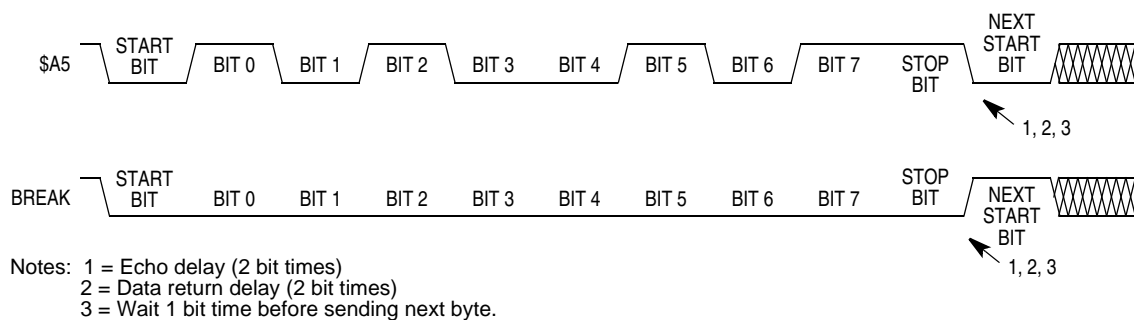 $A5 START BIT BIT 0 BIT 1 BIT 2 BIT 3 BIT 4 BIT 5 BIT 6 BIT 7 STOP BIT NEXT START BIT
1, 2, 3
BREAK START BIT BIT 0 BIT 1 BIT 2 BIT 3 BIT 4 BIT 5 BIT 6 BIT 7 STOP BIT NEXT START BIT
1, 2, 3
Notes: 1 = Echo delay (2 bit times)
2 = Data return delay (2 bit times)
3 = Wait 1 bit time before sending next byte.